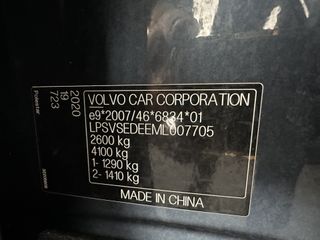 VOLVO CAR CORPORATION
e9*2007/46*6834*01
LPSVSEDEEML007705
2600 kg
4100 kg
1- 1290 kg
2- 1410 kg
MADE IN CHINA
2020
19
723
Polestar